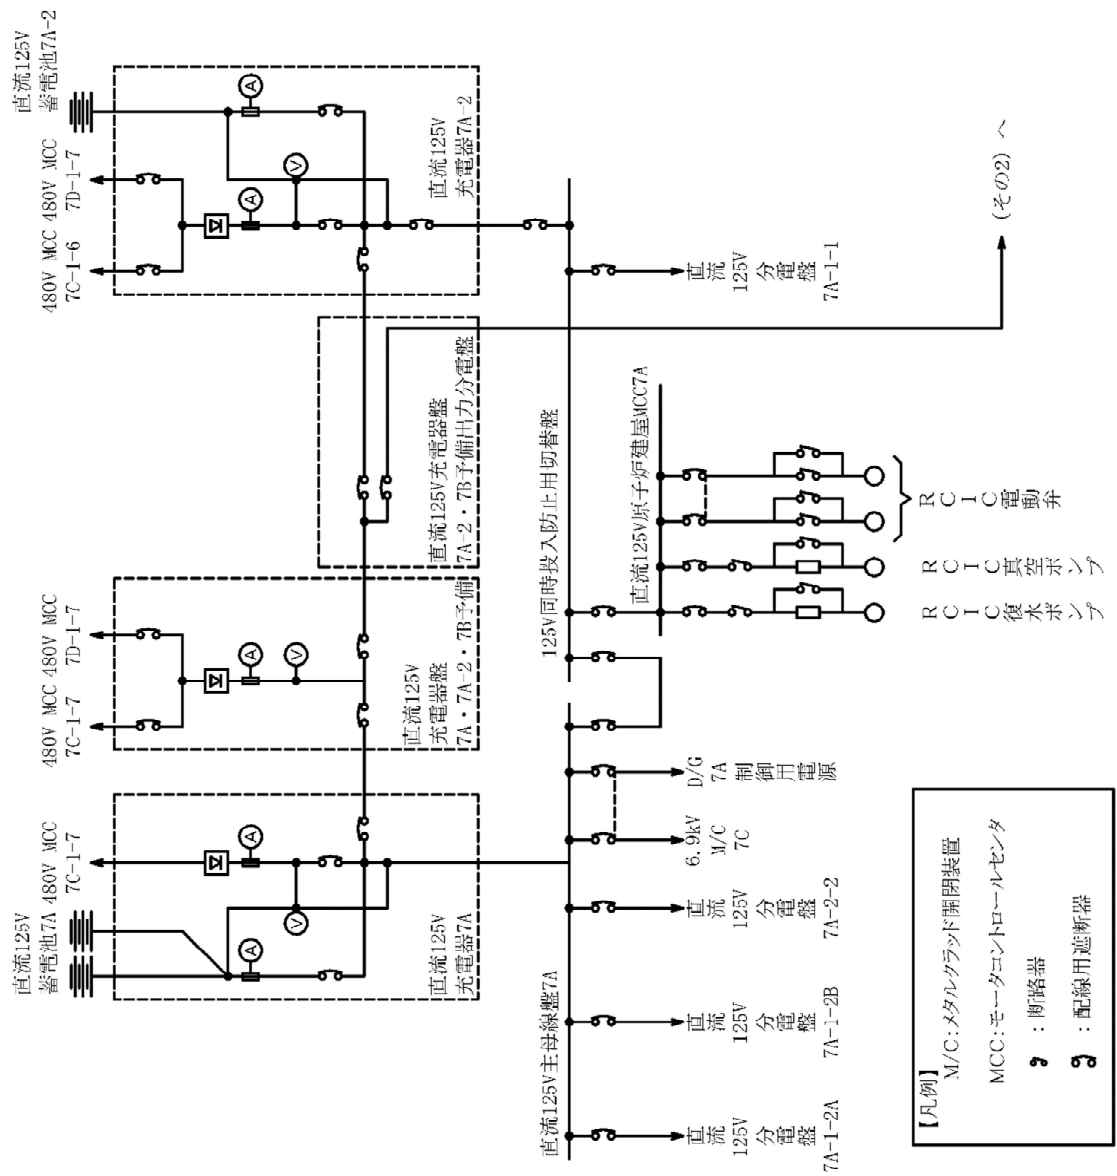 直流125V
蓄電池7A
480V MCC
7C-1-7
480V MCC
7C-1-7
480V MCC
7D-1-7
480V MCC
7C-1-6
480V MCC
7D-1-7
直流125V
蓄電池7A-2
A
V
A
A
V
A
V
A
直流125V
充電器7A
直流125V
充電器盤
7A・7A-2・7B予備
直流125V充電器盤
7A-2・7B予備出力分電盤
直流125V
充電器7A-2
直流125V主母線盤7A
125V同時投入防止用切替盤
直流125V原子炉建屋MCC7A
直流
125V
分電盤
7A-1-2A
直流
125V
分電盤
7A-1-2B
直流
125V
分電盤
7A-2-2
6.9kV
M/C
7C
D/G
7A
制御用電源
直流
125V
分電盤
7A-1-1
RCIC復水ポンプ
RCIC真空ポンプ
RCIC電動弁
(その2) へ
【凡例】
M/C:メタルクラッド開閉装置
MCC:モータコントロールセンタ
:断路器
:配線用遮断器